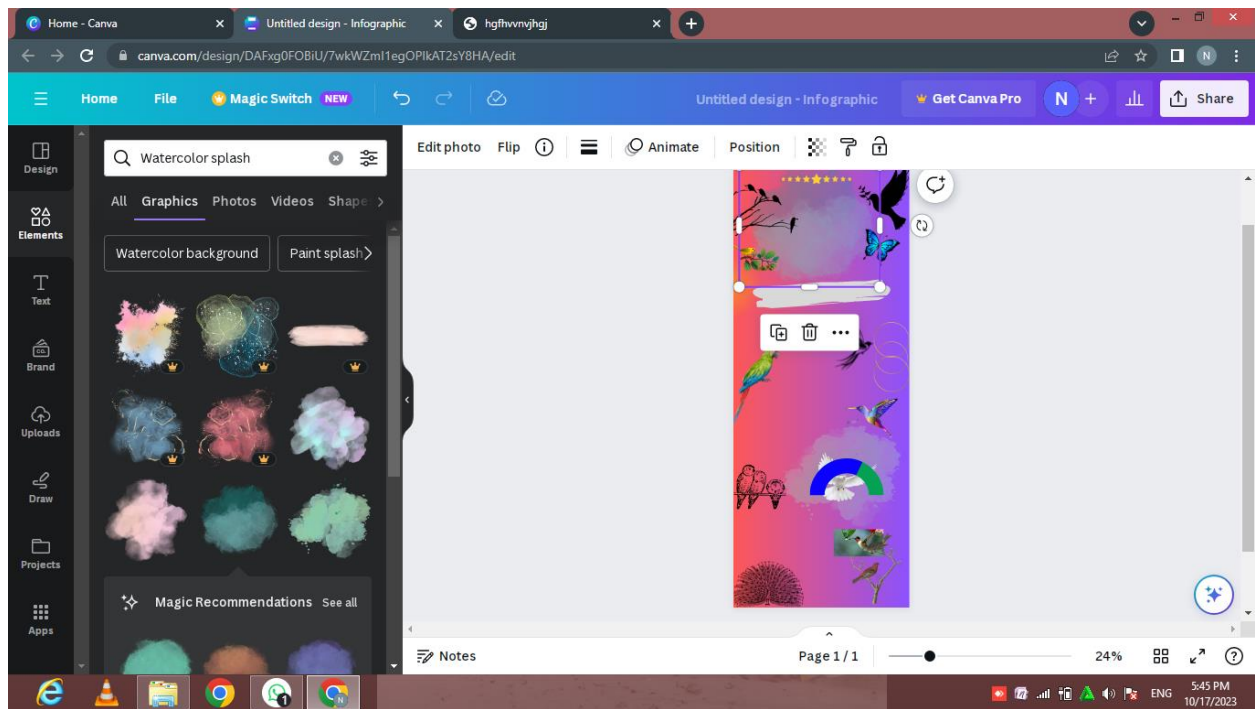 Home - Canva
Untitled design - Infographic
hgfhvvnvjhgj
canva.com/design/DAFxg0FOBiU/7wkWZmI1egOPlkAT2sY8HA/edit
N
Home File Magic Switch NEW
Untitled design - Infographic
Get Canva Pro
N + Share
Design
Elements
Text
Brand
CO.
Uploads
Draw
Projects
Apps
Watercolor splash
All Graphics Photos Videos Shape
Watercolor background Paint splash
Magic Recommendations See all
Edit photo Flip Animate Position
Notes
Page 1 / 1
24%
ENG
5:45 PM
10/17/2023